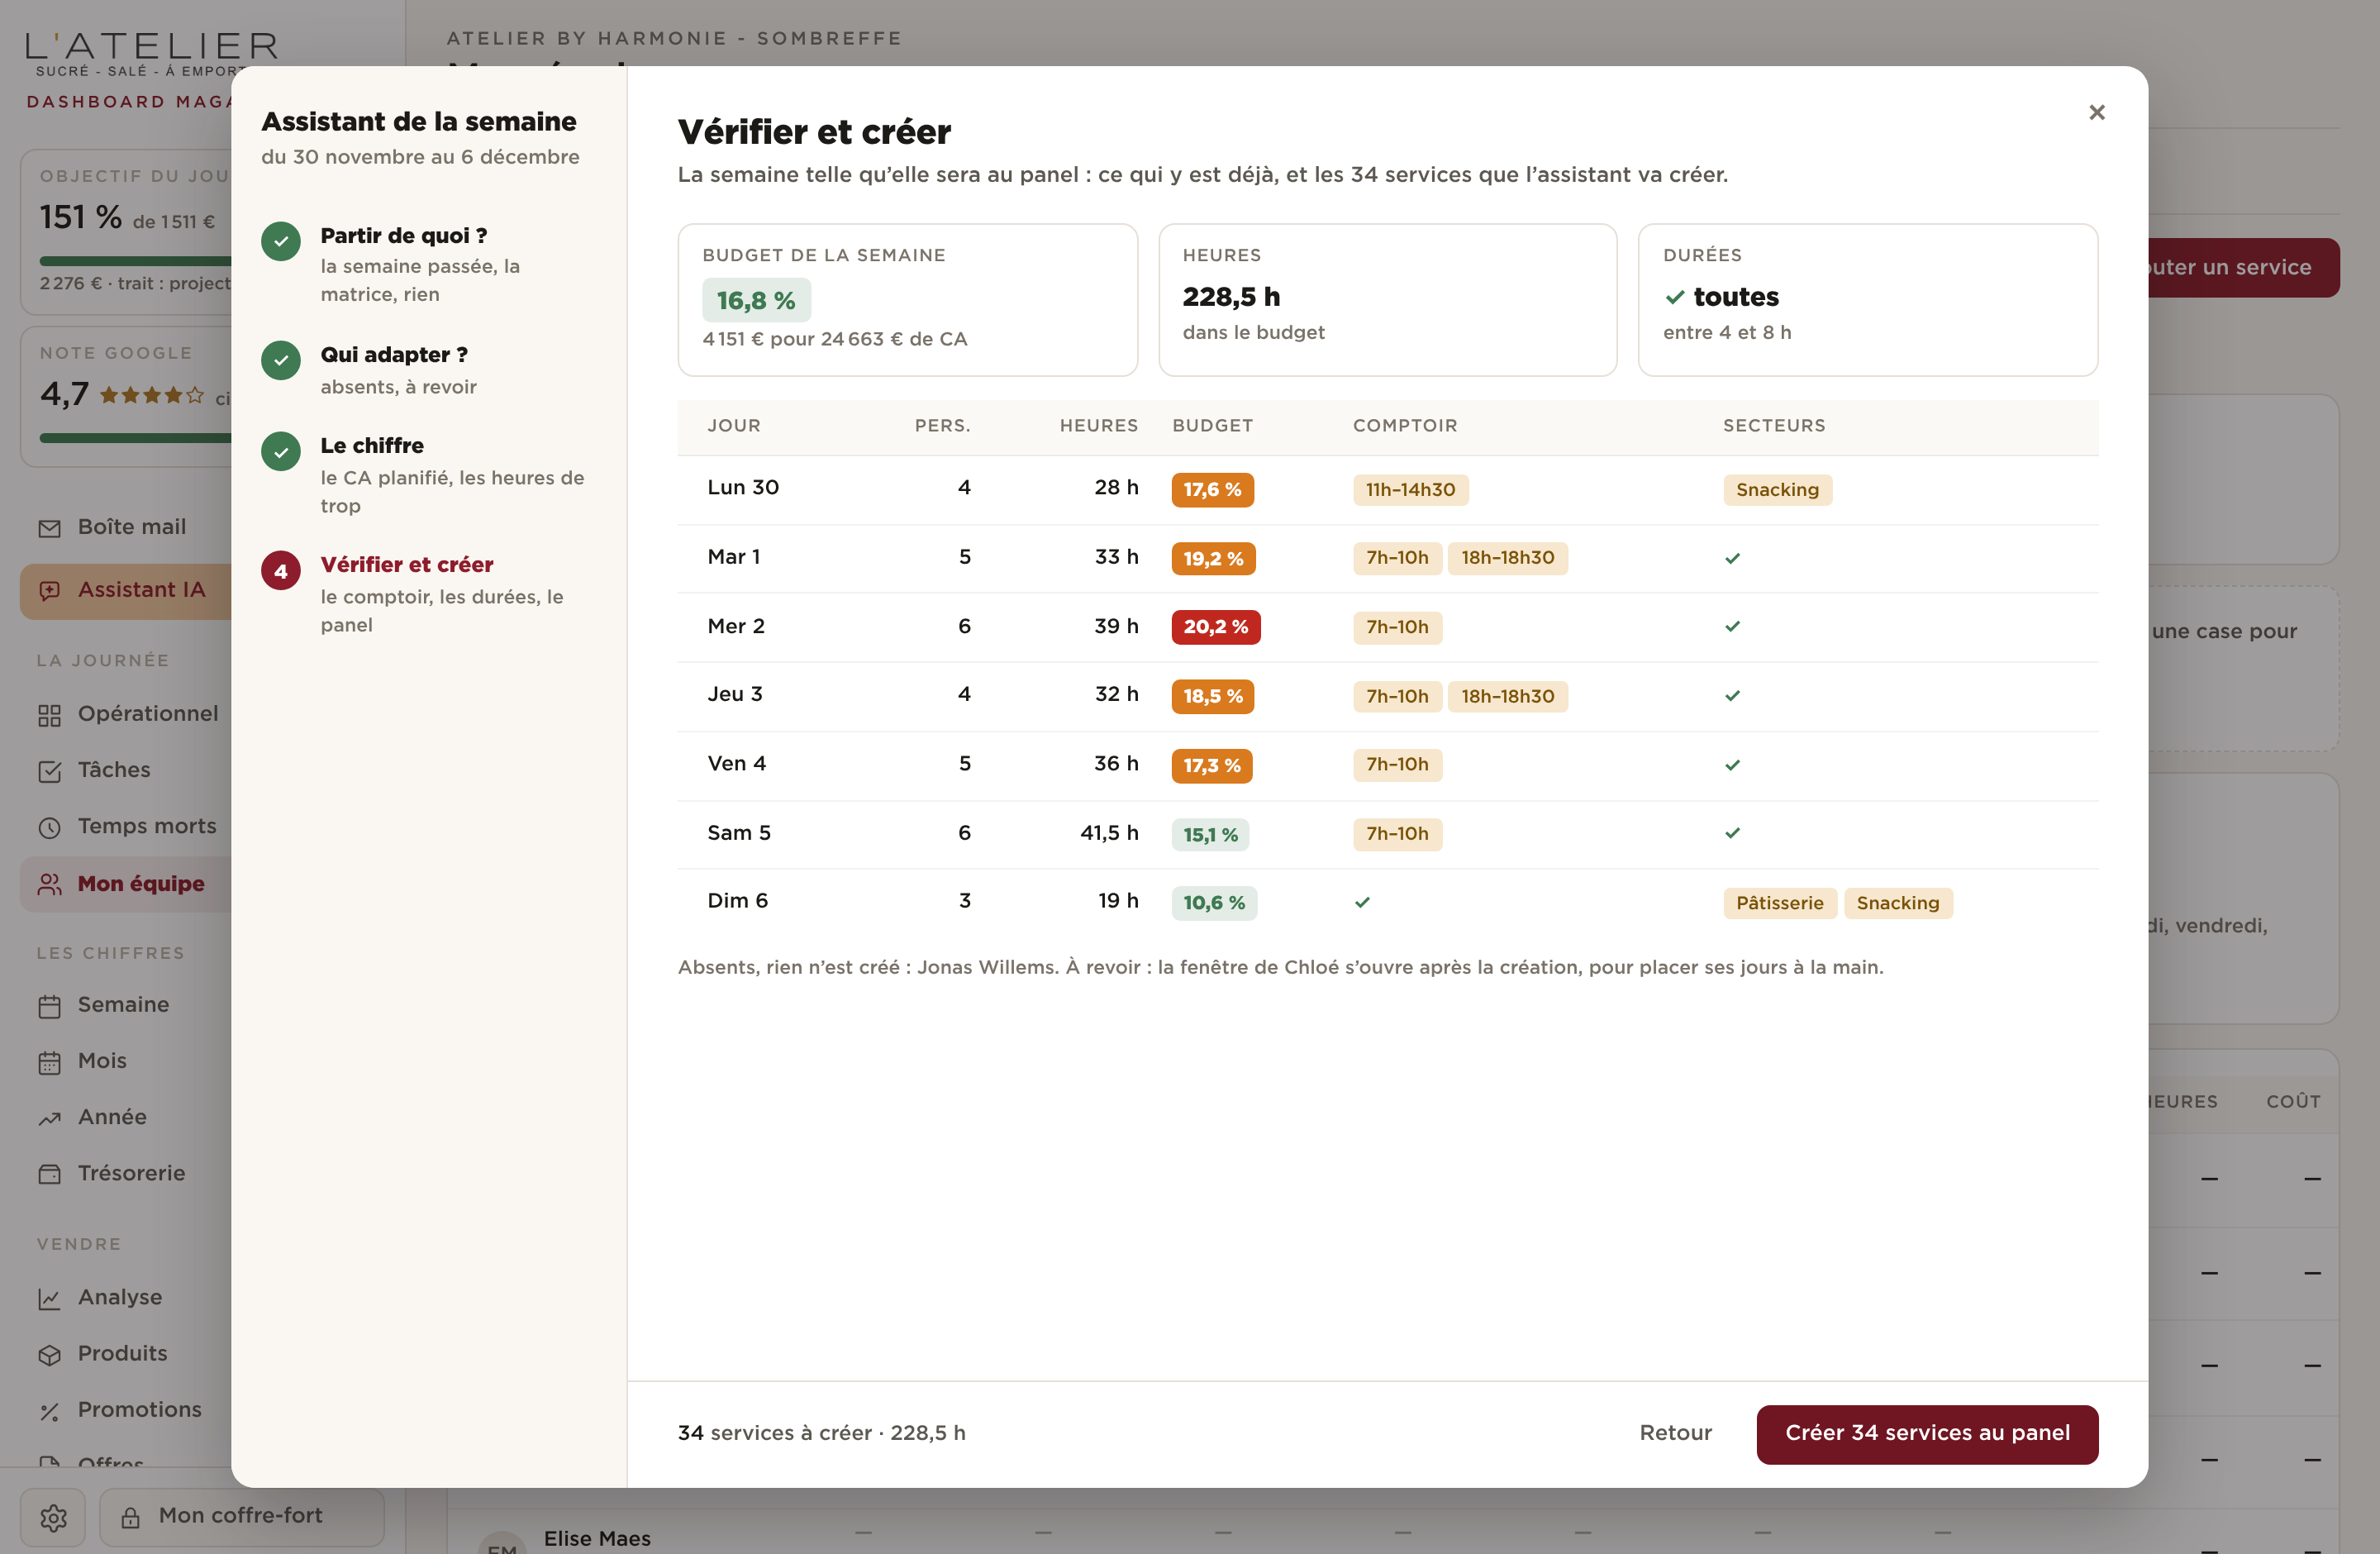 L'ATELIER
SUCRÉ - SALÉ - Á EMPORT
DASHBOARD MAGA
OBJECTIF DU JOU
151 % de 1 511 €
2 276 € · trait : project
NOTE GOOGLE
4,7
Boîte mail
Assistant IA
LA JOURNÉE
Opérationnel
Tâches
Temps morts
Mon équipe
LES CHIFFRES
Semaine
Mois
Année
Trésorerie
VENDRE
Analyse
Produits
Promotions
Offres
Mon coffre-fort
ATELIER BY HARMONIE - SOMBREFFE
Assistant de la semaine
du 30 novembre au 6 décembre
Partir de quoi ?
la semaine passée, la
matrice, rien
Qui adapter ?
absents, à revoir
Le chiffre
le CA planifié, les heures de
trop
4 Vérifier et créer
le comptoir, les durées, le
panel
Vérifier et créer
La semaine telle qu’elle sera au panel : ce qui y est déjà, et les 34 services que l’assistant va créer.
BUDGET DE LA SEMAINE
16,8 %
4 151 € pour 24 663 € de CA
HEURES
228,5 h
dans le budget
DURÉES
✓ toutes
entre 4 et 8 h
JOUR PERS. HEURES BUDGET COMPTOIR SECTEURS
Lun 30 4 28 h 17,6 % 11h–14h30 Snacking
Mar 1 5 33 h 19,2 % 7h–10h 18h–18h30 ✓
Mer 2 6 39 h 20,2 % 7h–10h ✓
Jeu 3 4 32 h 18,5 % 7h–10h 18h–18h30 ✓
Ven 4 5 36 h 17,3 % 7h–10h ✓
Sam 5 6 41,5 h 15,1 % 7h–10h ✓
Dim 6 3 19 h 10,6 % ✓ Pâtisserie Snacking
Absents, rien n’est créé : Jonas Willems. À revoir : la fenêtre de Chloé s’ouvre après la création, pour placer ses jours à la main.
34 services à créer · 228,5 h
Retour
Créer 34 services au panel
outer un service
une case pour
di, vendredi,
HEURES COÛT
— —
— —
— —
— —
Elise Maes — — — — — — — — —